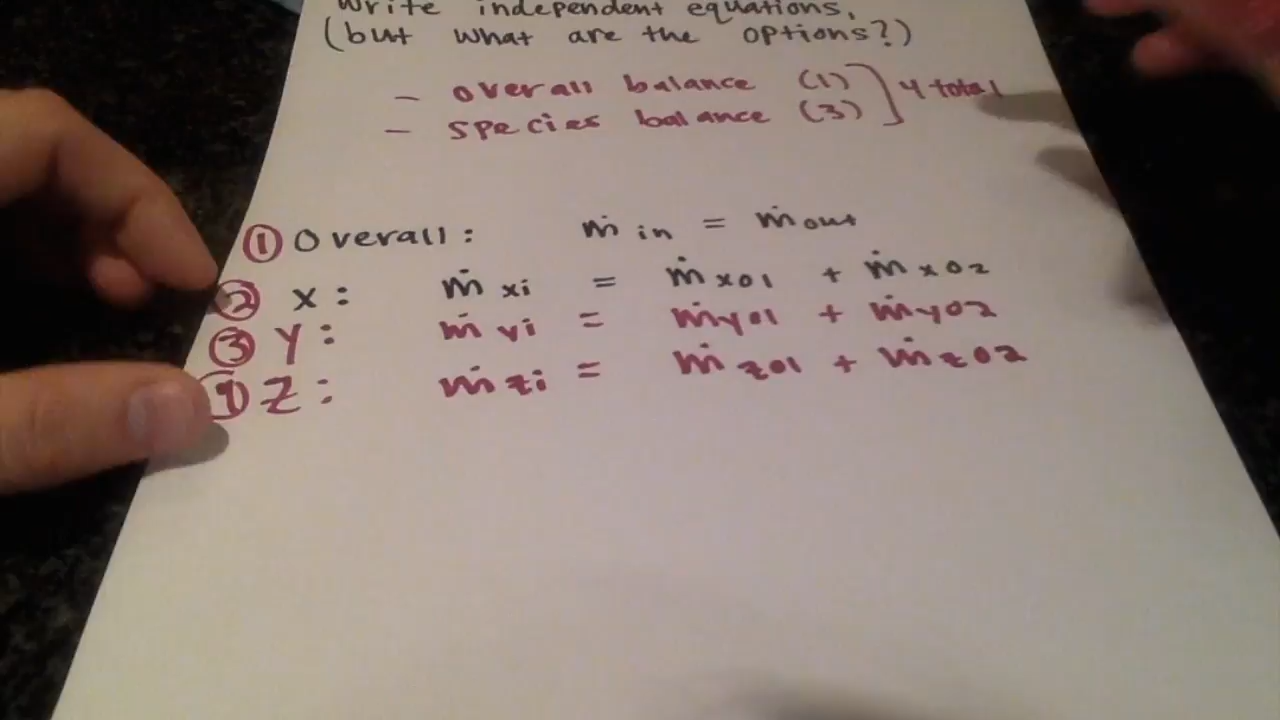 Write independent equations.
(but what are the options?)
- overall balance (1) ] 4 total
- species balance (3)
① Overall: ṁ in = ṁ out
② X: ṁ xi = ṁ xo1 + ṁ xo2
③ Y: ṁ yi = ṁ yo1 + ṁ yo2
④ Z: ṁ zi = ṁ zo1 + ṁ zo2